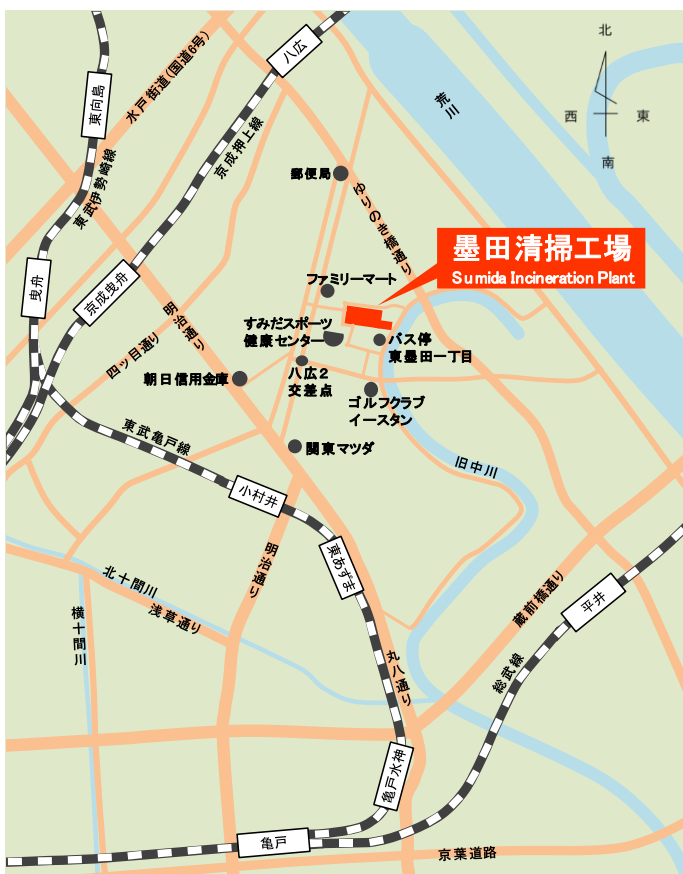 八広
北
西
東
南
東向島
水戸街道(国道6号)
荒川
京成押上線
東武伊勢崎線
郵便局
ゆりのき橋通り
墨田清掃工場
Sumida Incineration Plant
曳舟
京成曳舟
ファミリーマート
明治通り
四ッ目通り
すみだスポーツ
健康センター
バス停
東墨田一丁目
朝日信用金庫
八広2
交差点
ゴルフクラブ
イースタン
東武亀戸線
関東マツダ
旧中川
小村井
東あずま
明治通り
北十間川
浅草通り
横十間川
蔵前橋通り
平井
丸八通り
総武線
亀戸水神
亀戸
京葉道路